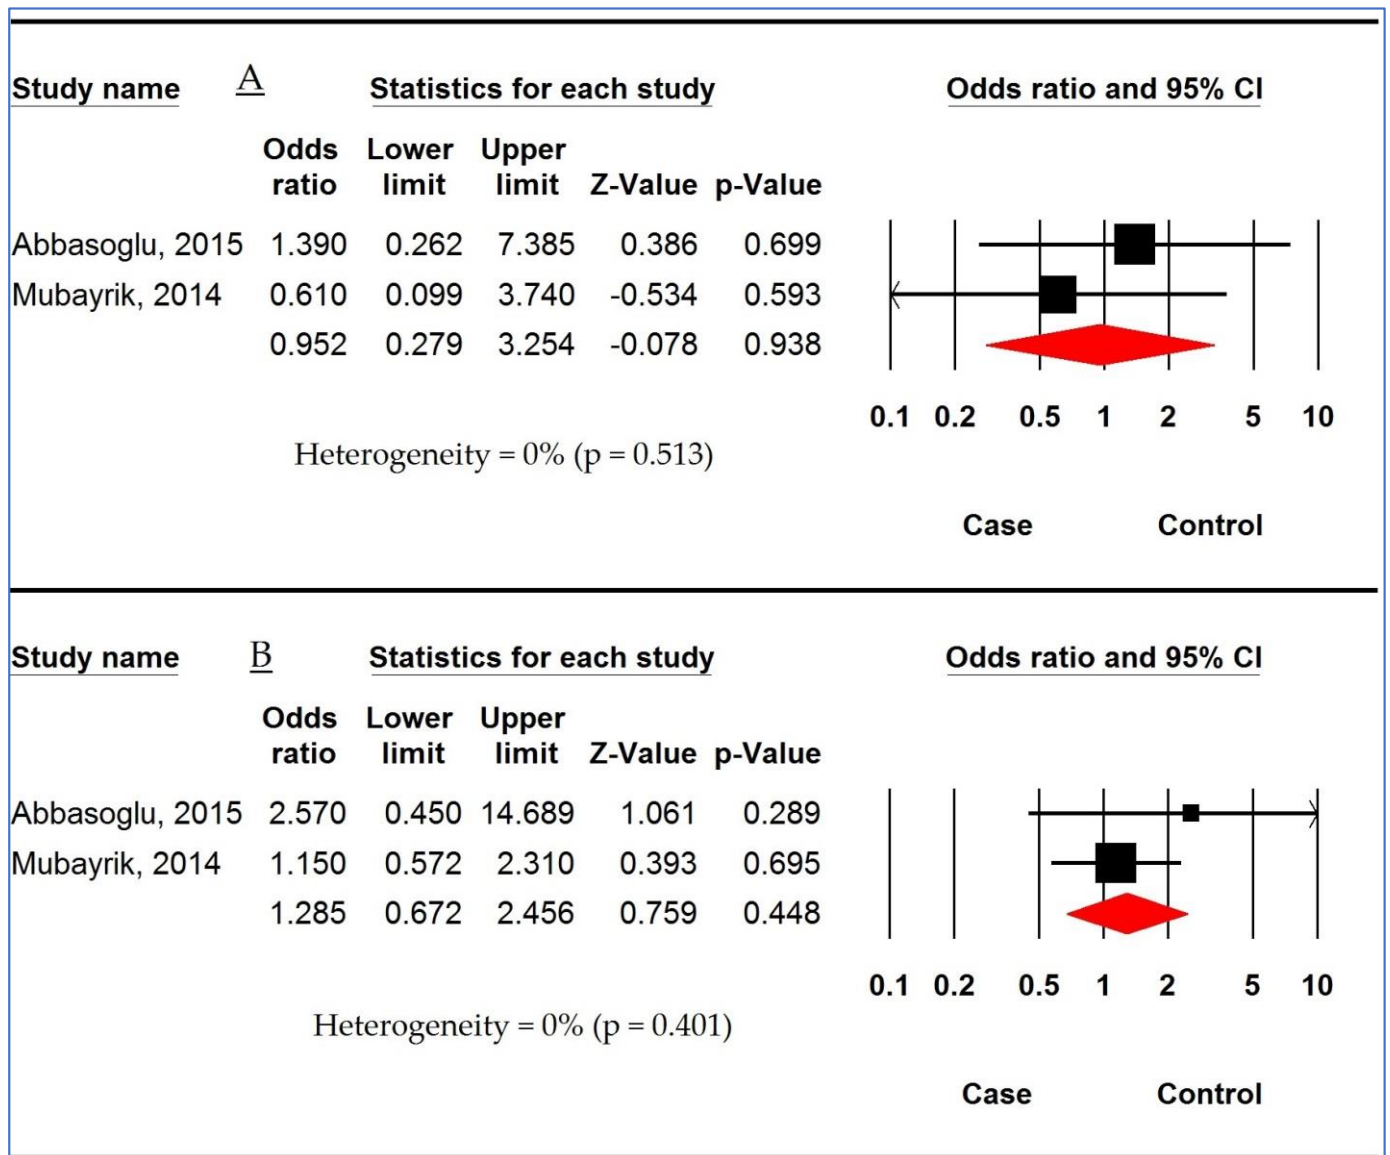 Study name A Statistics for each study Odds ratio and 95% CI
Odds Lower Upper
ratio limit limit Z-Value p-Value
Abbasoglu, 2015 1.390 0.262 7.385 0.386 0.699
Mubayrik, 2014 0.610 0.099 3.740 -0.534 0.593
0.952 0.279 3.254 -0.078 0.938
0.1 0.2 0.5 1 2 5 10
Heterogeneity = 0% (p = 0.513)
Case Control
Study name B Statistics for each study Odds ratio and 95% CI
Odds Lower Upper
ratio limit limit Z-Value p-Value
Abbasoglu, 2015 2.570 0.450 14.689 1.061 0.289
Mubayrik, 2014 1.150 0.572 2.310 0.393 0.695
1.285 0.672 2.456 0.759 0.448
0.1 0.2 0.5 1 2 5 10
Heterogeneity = 0% (p = 0.401)
Case Control